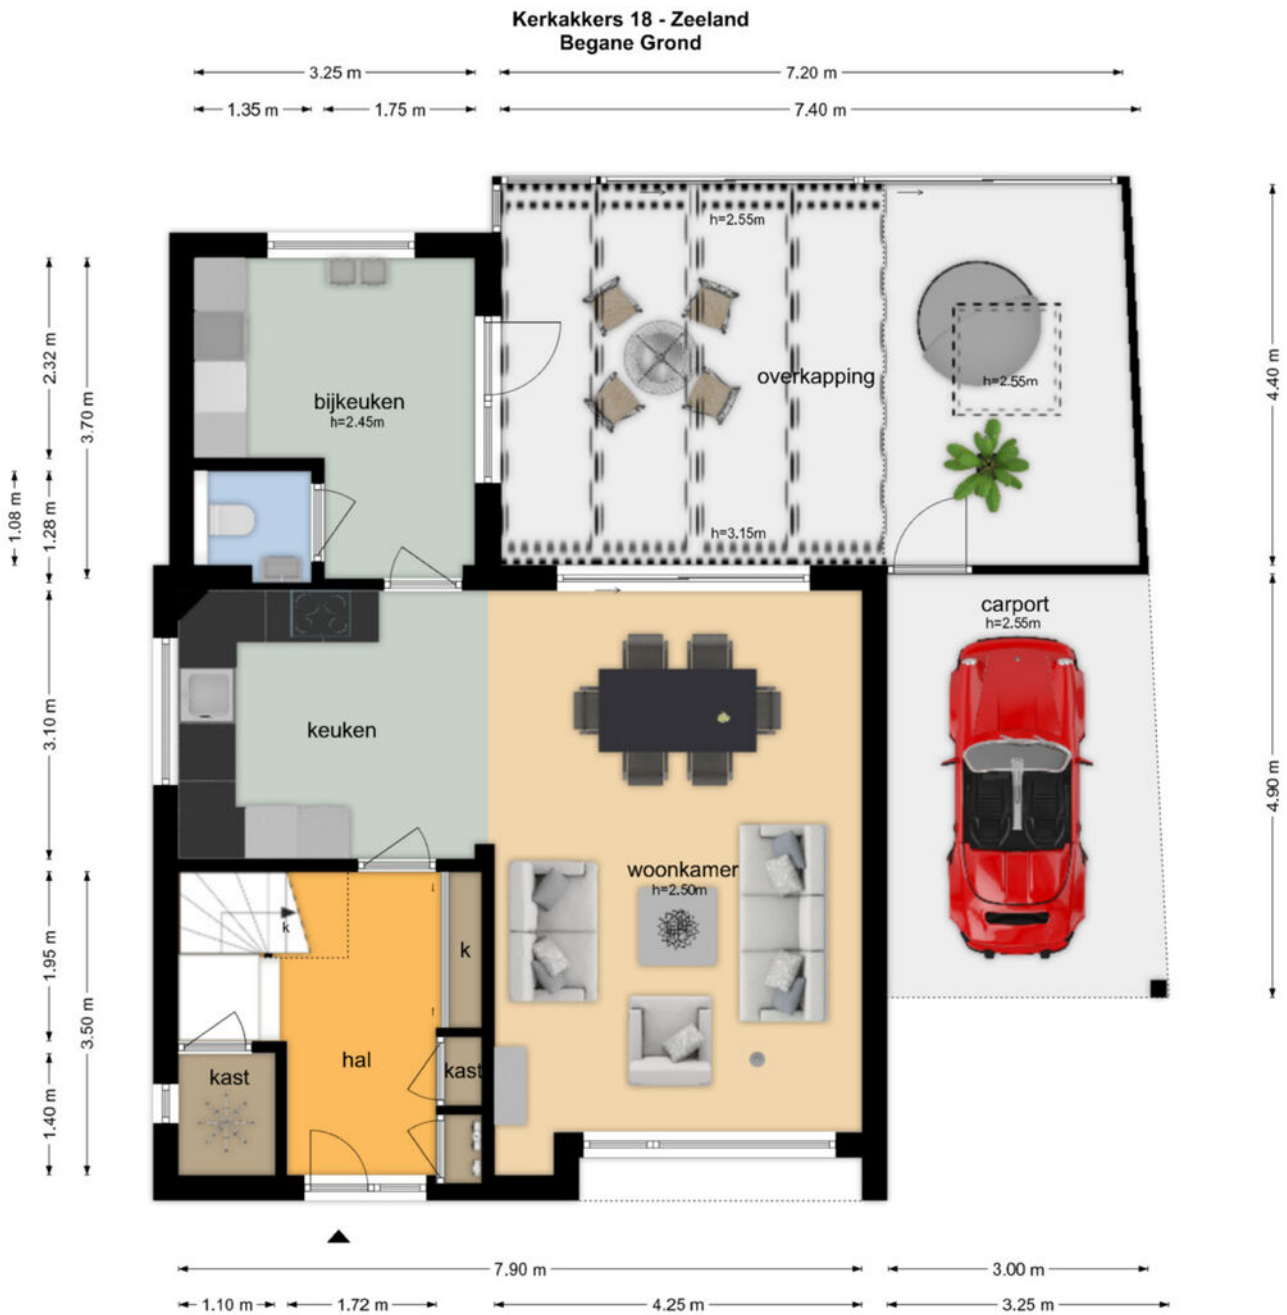 Kerkakkers 18 - Zeeland
Begane Grond
3.25 m
7.20 m
1.35 m
1.75 m
7.40 m
h=2.55m
2.32 m
3.70 m
bijkeuken
h=2.45m
overkapping
h=2.55m
4.40 m
1.08 m
1.28 m
h=3.15m
carport
h=2.55m
3.10 m
keuken
4.90 m
woonkamer
h=2.50m
k
k
1.95 m
3.50 m
hal
kast
kast
1.40 m
7.90 m
3.00 m
1.10 m
1.72 m
4.25 m
3.25 m